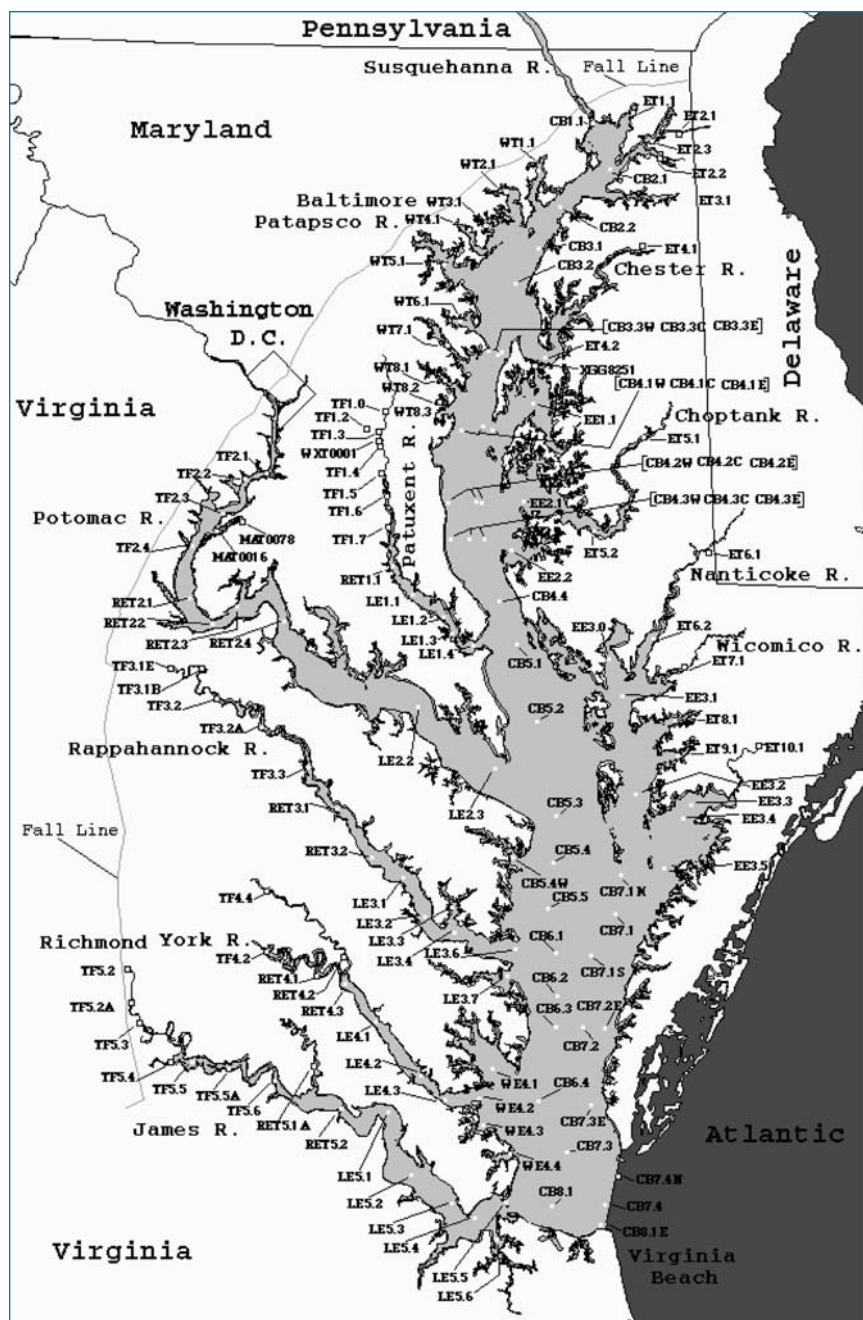 Pennsylvania
Susquehanna R.
Fall Line
Maryland
CB1.1
ET1.1
ET2.1
WT1.1
ET2.3
WT2.1
ET2.2
CB2.1
Baltimore
WT3.1
ET3.1
Patapsco R.
WT4.1
CB2.2
CB3.1
ET4.1
WT5.1
CB3.2
Chester R.
Delaware
WT6.1
Washington
D.C.
WT7.1
[CB3.3W CB3.3C CB3.3E]
ET4.2
WT8.1
XGG8251
WT8.2
[CB4.1W CB4.1C CB4.1E]
Virginia
TF1.0
WT8.3
EE1.1
Choptank R.
TF1.2
TF1.3
ET5.1
WXT0001
TF2.1
Patuxent R.
[CB4.2W CB4.2C CB4.2E]
TF2.2
TF1.4
TF2.3
TF1.5
EE2.1
[CB4.3W CB4.3C CB4.3E]
TF1.6
Potomac R.
MAT0078
TF1.7
TF2.4
MAT0016
ET5.2
ET6.1
EE2.2
Nanticoke R.
RET1.1
RET2.1
LE1.1
CB4.4
RET2.2
LE1.2
ET6.2
RET2.3
RET2.4
LE1.3
EE3.0
Wicomico R.
LE1.4
TF3.1E
CB5.1
ET7.1
TF3.1B
EE3.1
TF3.2
CB5.2
ET8.1
TF3.2A
Rappahannock R.
ET9.1
ET10.1
LE2.2
TF3.3
EE3.2
LE2.3
EE3.3
RET3.1
CB5.3
EE3.4
Fall Line
RET3.2
CB5.4
EE3.5
CB5.4W
CB7.1N
TF4.4
LE3.1
CB5.5
LE3.2
CB7.1
Richmond
York R.
LE3.3
LE3.4
LE3.6
CB6.1
TF4.2
TF5.2
RET4.1
CB7.1S
RET4.2
CB6.2
LE3.7
RET4.3
TF5.2A
CB6.3
CB7.2E
TF5.3
LE4.1
CB7.2
LE4.2
TF5.4
WE4.1
TF5.5
CB6.4
TF5.5A
LE4.3
WE4.2
TF5.6
CB7.3E
James R.
RET5.1A
WE4.3
Atlantic
RET5.2
CB7.3
WE4.4
LE5.1
CB7.4N
LE5.2
CB8.1
CB7.4
LE5.3
CB8.1E
LE5.4
Virginia
Virginia
Beach
LE5.5
LE5.6